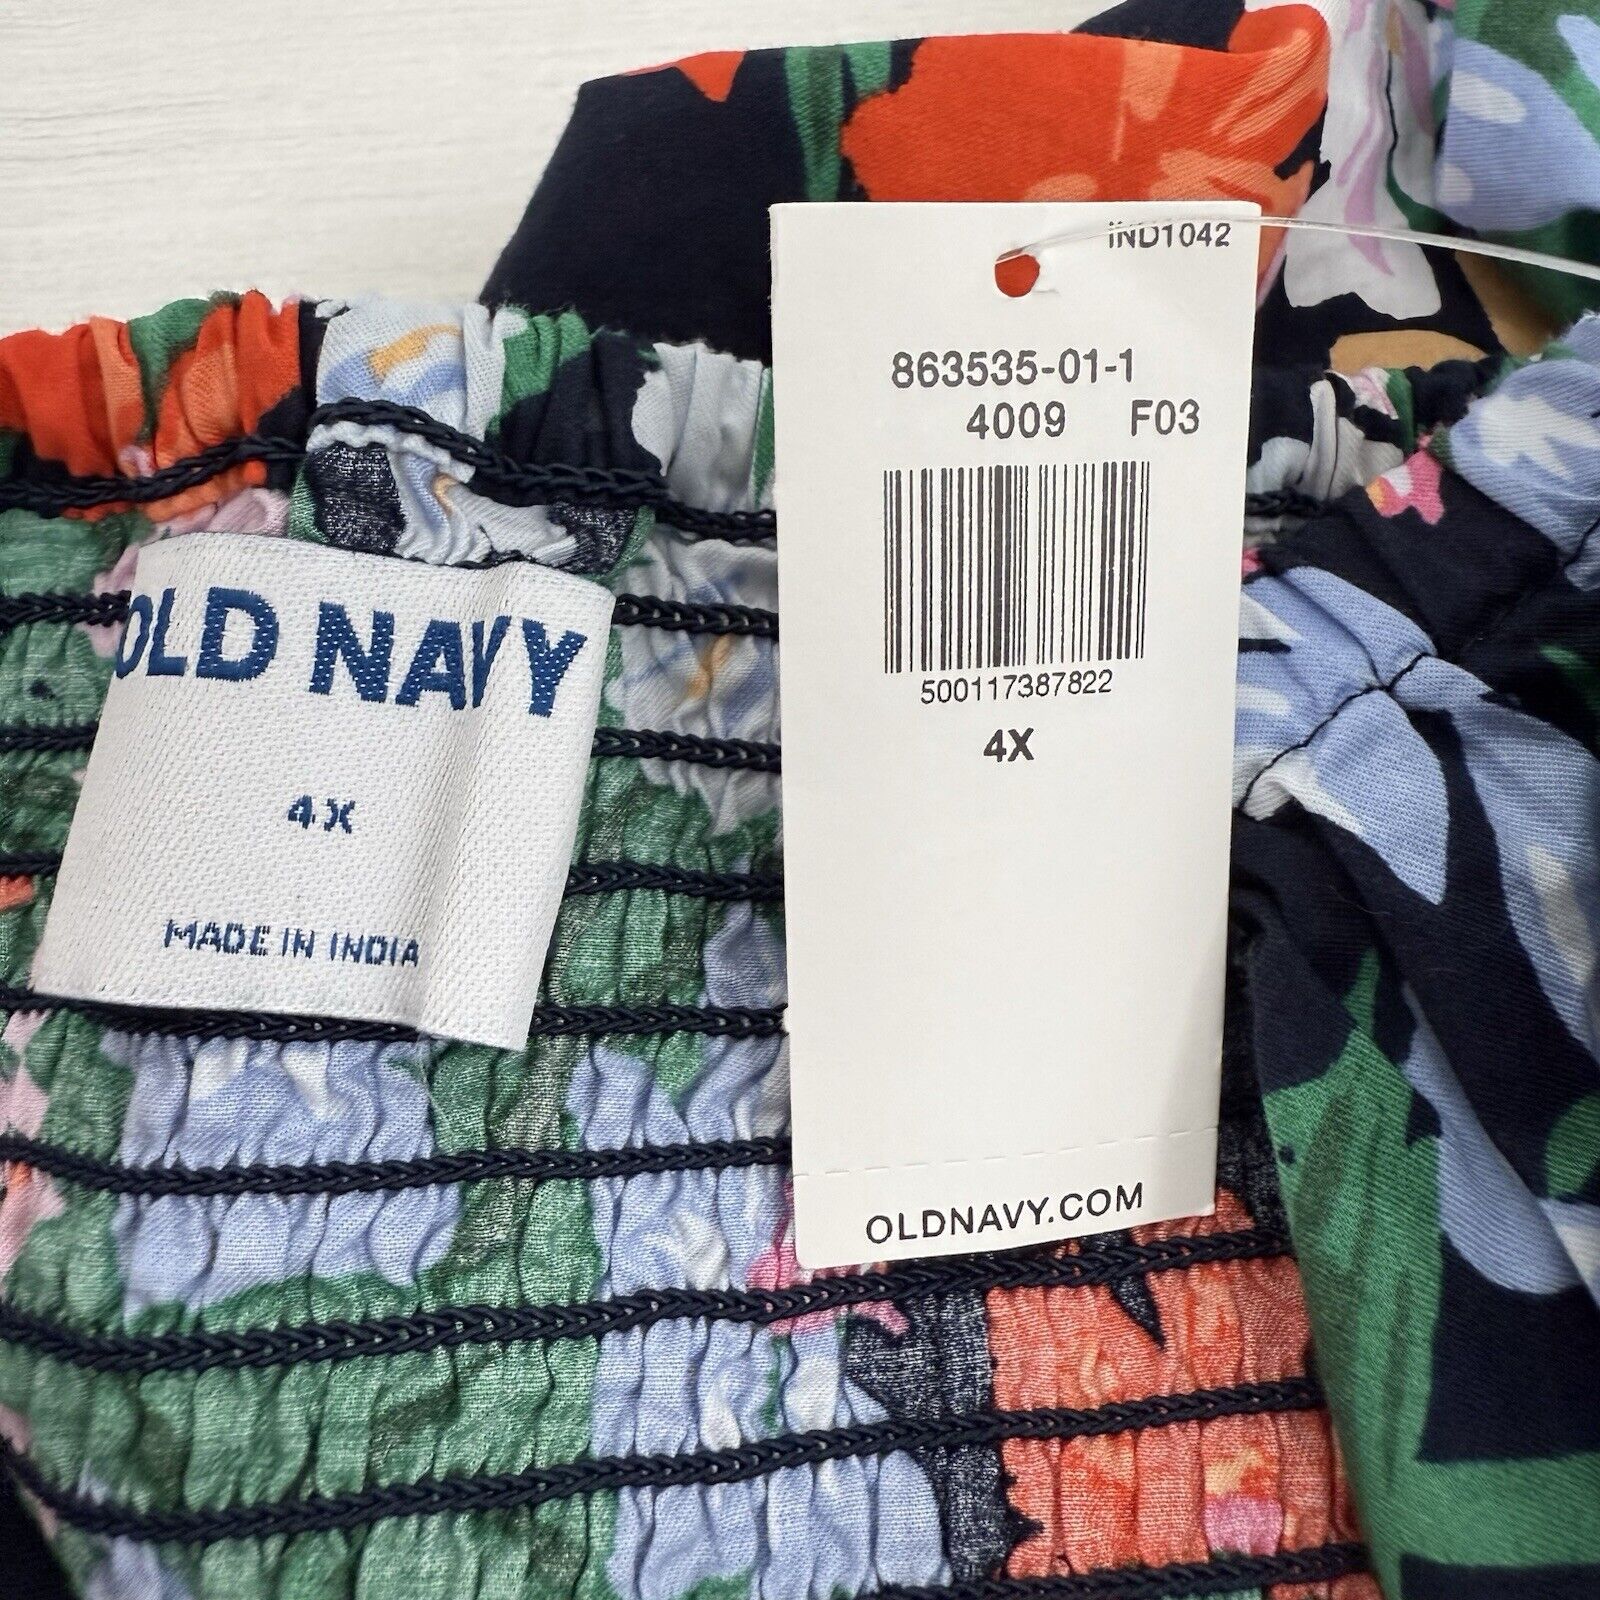 OLD NAVY
4X
MADE IN INDIA
IND1042
863535-01-1
4009 F03
500117387822
4X
OLDNAVY.COM